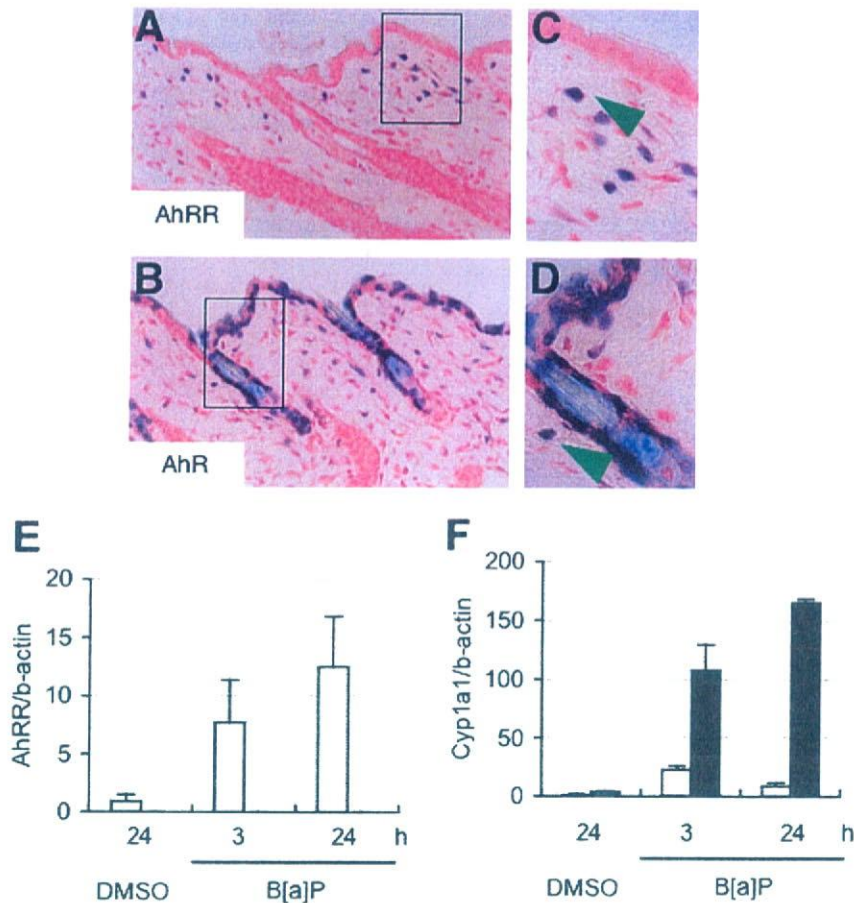 A
C
AhRR
B
D
AhR
E
AhRR/b-actin
20
15
10
5
0
24
3
24
h
DMSO
B[a]P
F
Cyp1a1/b-actin
200
150
100
50
0
24
3
24
h
DMSO
B[a]P